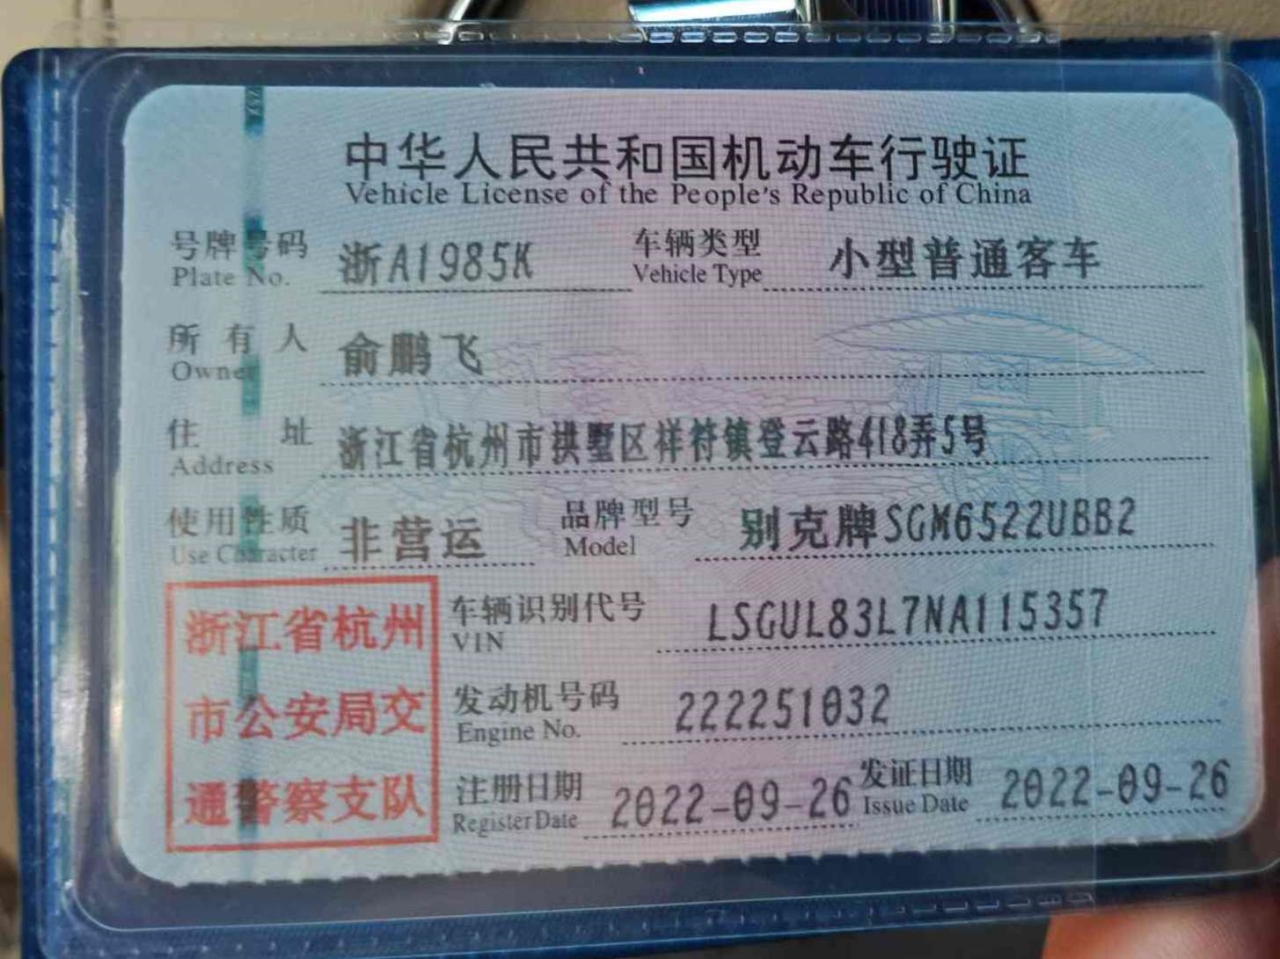 中华人民共和国机动车行驶证
Vehicle License of the People's Republic of China
号牌号码 浙A1985K 车辆类型 小型普通客车
Plate No. Vehicle Type
所有人 俞鹏飞
Owner
住址 浙江省杭州市拱墅区祥符镇登云路418弄5号
Address
使用性质 非营运 品牌型号 别克牌SGM6522UBB2
Use Character Model
浙江省杭州
市公安局交
通警察支队
车辆识别代号 LSGUL83L7NA115357
VIN
发动机号码 222251032
Engine No.
注册日期 2022-09-26 发证日期 2022-09-26
Register Date Issue Date